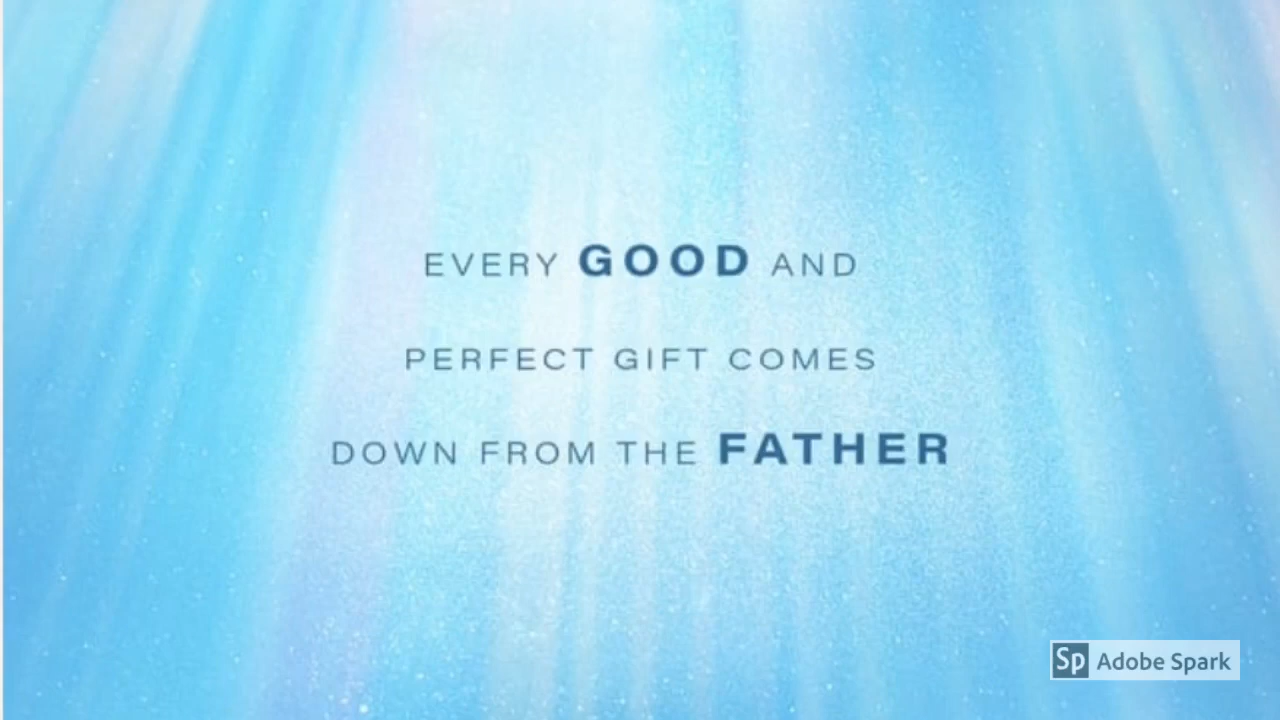 EVERY GOOD AND
PERFECT GIFT COMES
DOWN FROM THE FATHER
Sp Adobe Spark